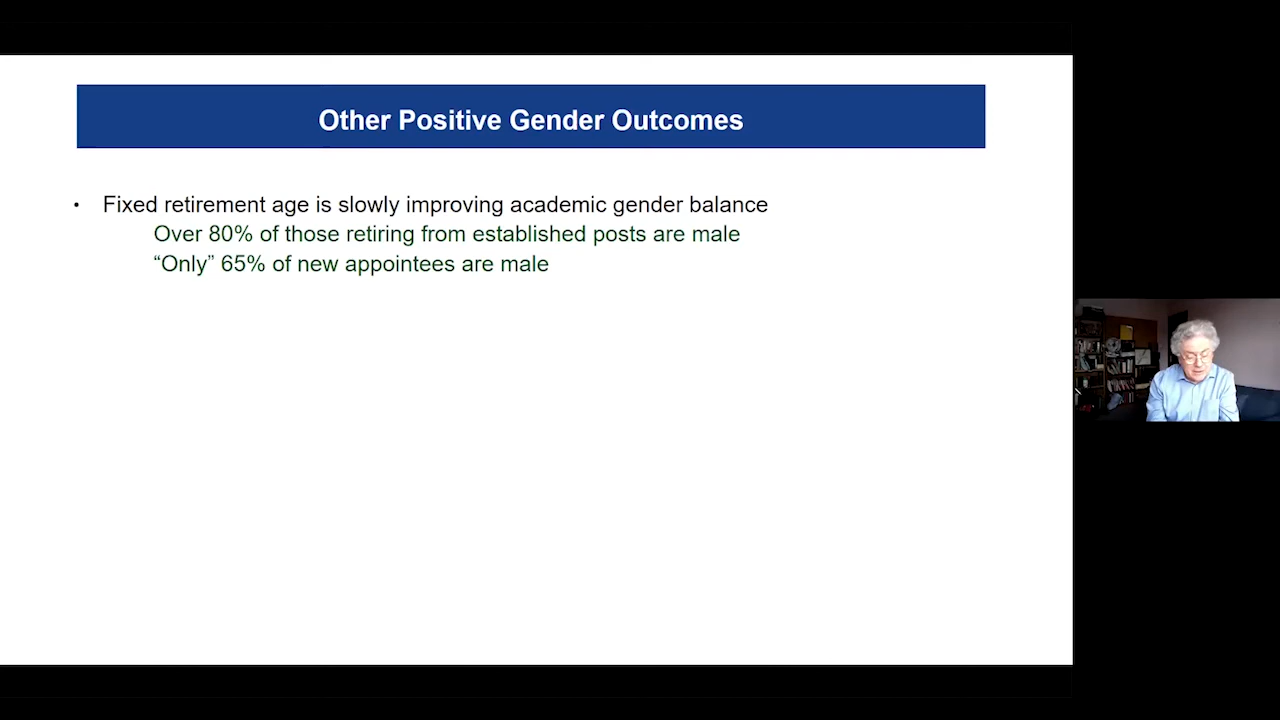 Other Positive Gender Outcomes
• Fixed retirement age is slowly improving academic gender balance
Over 80% of those retiring from established posts are male
“Only” 65% of new appointees are male